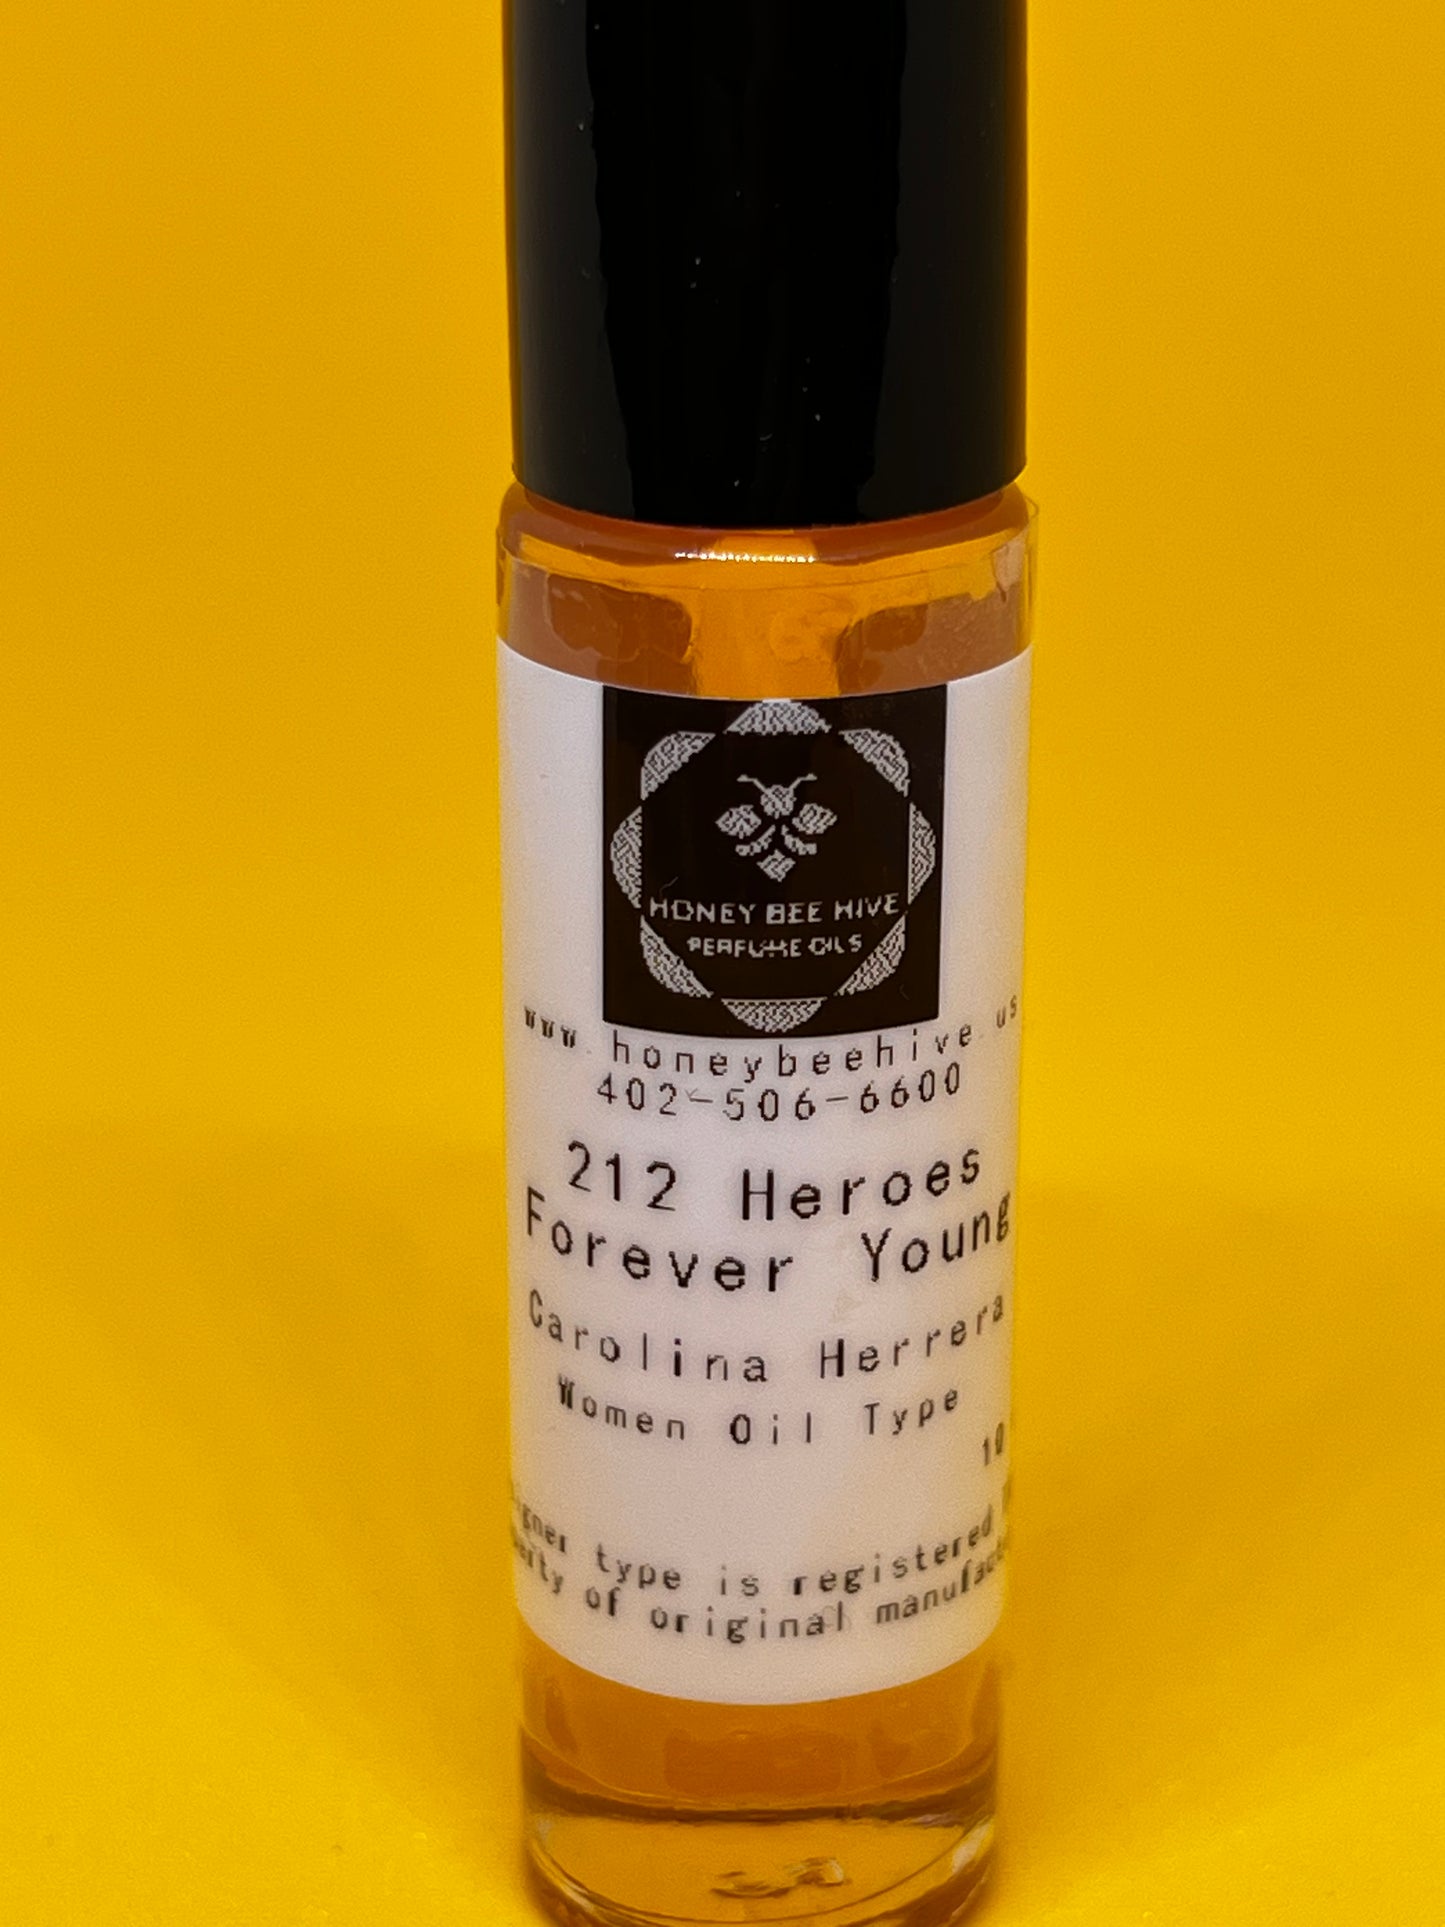 HONEY BEE HIVE
PERFUME OILS
www.honeybeehive.us
402-506-6600
212 Heroes
Forever Young
Carolina Herrera
Women Oil Type
10
type is registered
of original